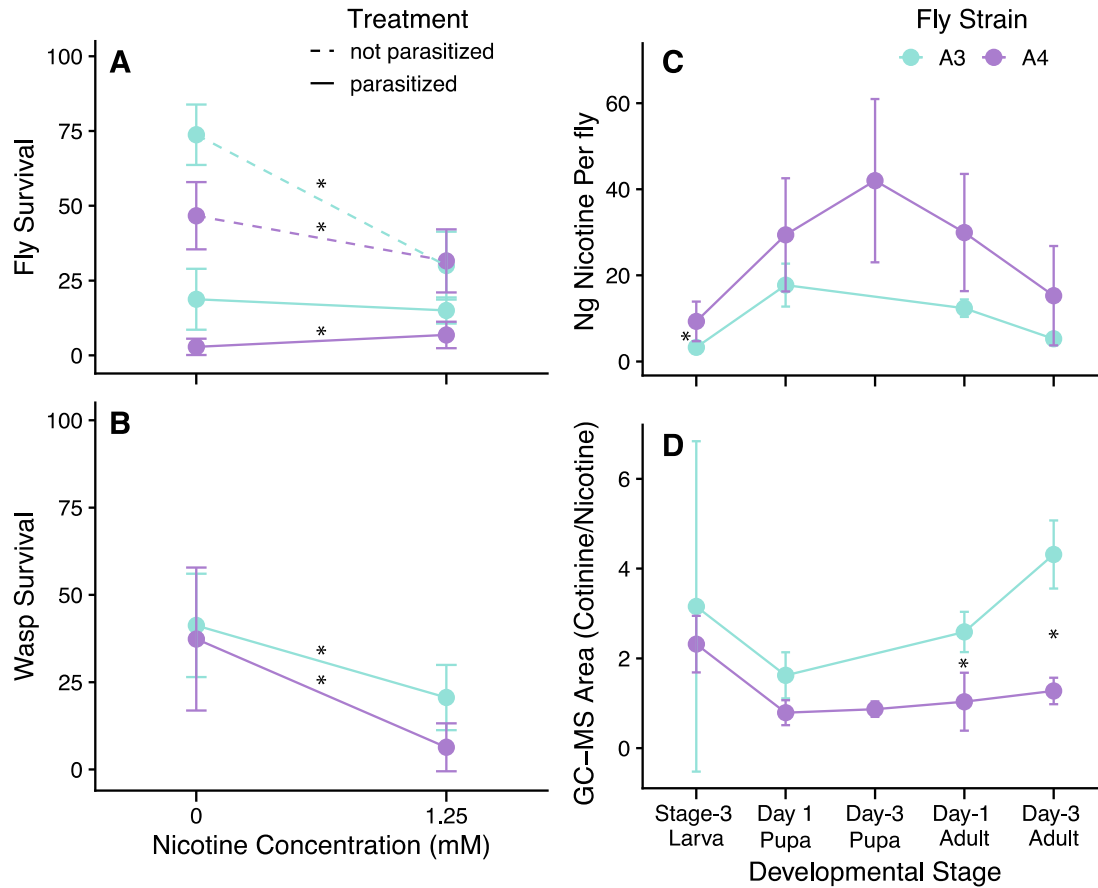 Treatment
not parasitized
parasitized
A
Fly Survival
100
75
50
25
0
*
*
*
B
Wasp Survival
100
75
50
25
0
*
*
0
1.25
Nicotine Concentration (mM)
Fly Strain
A3 A4
C
Ng Nicotine Per fly
60
40
20
0
*
D
GC−MS Area (Cotinine/Nicotine)
6
4
2
0
*
*
Stage-3
Larva
Day 1
Pupa
Day-3
Pupa
Day-1
Adult
Day-3
Adult
Developmental Stage